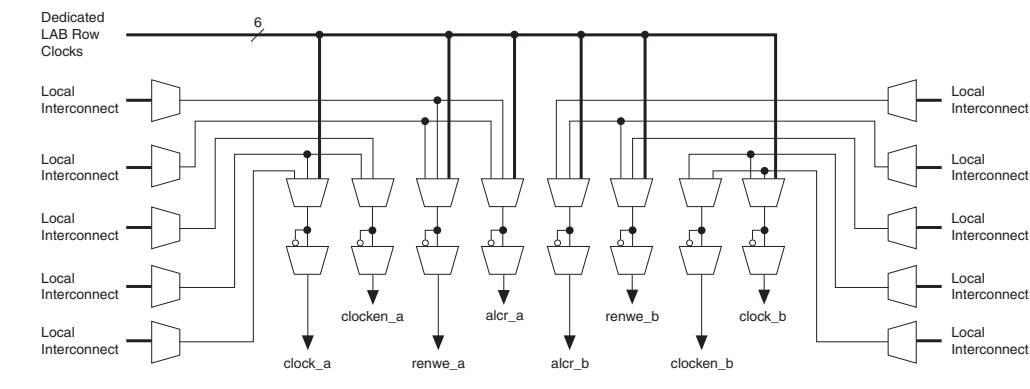 Dedicated
LAB Row
Clocks
6
Local
Interconnect
Local
Interconnect
Local
Interconnect
Local
Interconnect
Local
Interconnect
Local
Interconnect
Local
Interconnect
Local
Interconnect
Local
Interconnect
Local
Interconnect
clocken_a
alcr_a
renwe_b
clock_b
clock_a
renwe_a
alcr_b
clocken_b